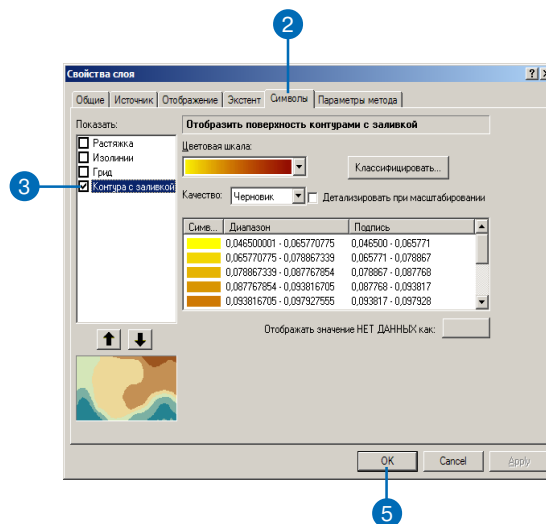 2
Свойства слоя
Общие Источник Отображение Экстент Символы Параметры метода
Показать:
Растяжка
Изолинии
Грид
Контура с заливкой
3
Отобразить поверхность контурами с заливкой
Цветовая шкала:
Классифицировать...
Качество: Черновик Детализировать при масштабировании
Симв... Диапазон Подпись
0,046500001 - 0,065770775 0,046500 - 0,065771
0,065770775 - 0,078867339 0,065771 - 0,078867
0,078867339 - 0,087767854 0,078867 - 0,087768
0,087767854 - 0,093816705 0,087768 - 0,093817
0,093816705 - 0,097927555 0,093817 - 0,097928
Отображать значение НЕТ ДАННЫХ как:
OK Cancel Apply
5